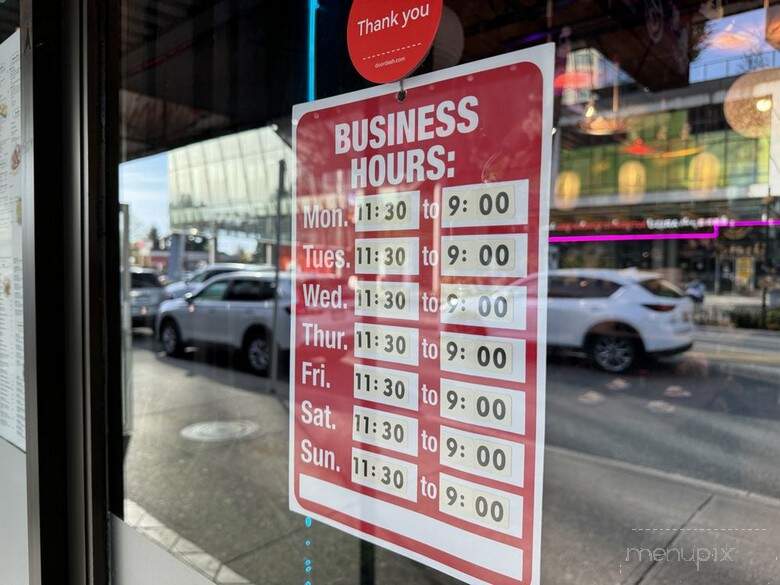 Thank you
doordash.com
BUSINESS
HOURS:
Mon. 11:30 to 9:00
Tues. 11:30 to 9:00
Wed. 11:30 to 9:00
Thur. 11:30 to 9:00
Fri. 11:30 to 9:00
Sat. 11:30 to 9:00
Sun. 11:30 to 9:00
menupix